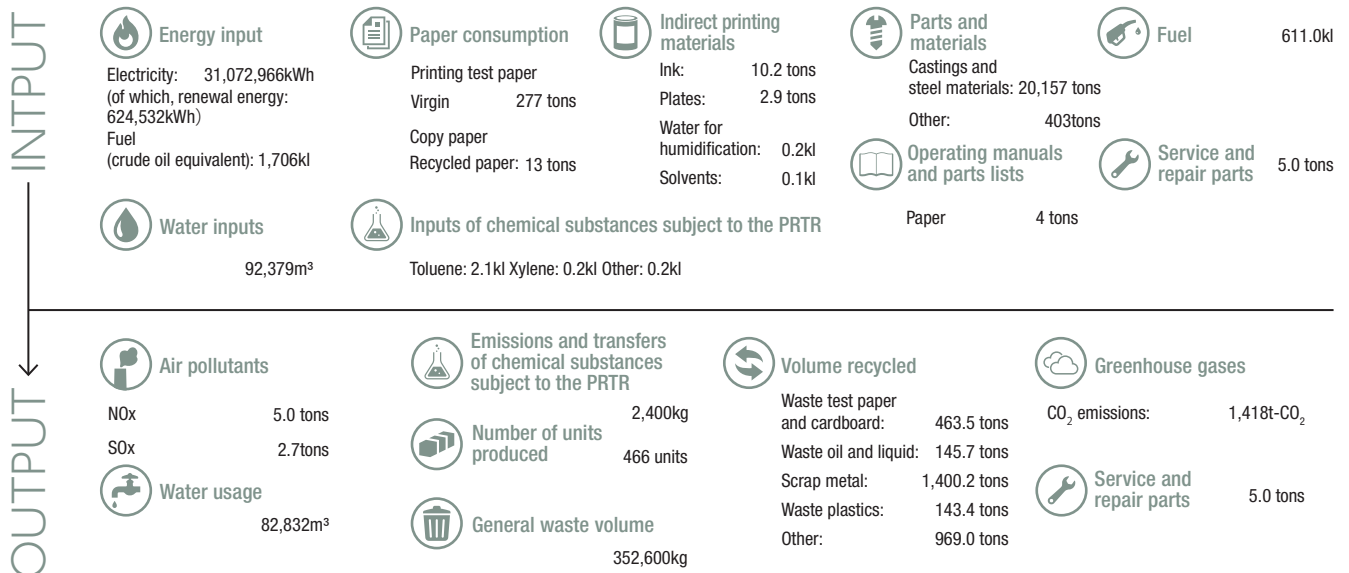 INTPUT
Energy input
Electricity: 31,072,966kWh
(of which, renewal energy:
624,532kWh)
Fuel
(crude oil equivalent): 1,706kl
Paper consumption
Printing test paper
Virgin 277 tons
Copy paper
Recycled paper: 13 tons
Indirect printing
materials
Ink: 10.2 tons
Plates: 2.9 tons
Water for
humidification: 0.2kl
Solvents: 0.1kl
Parts and
materials
Castings and
steel materials: 20,157 tons
Other: 403tons
Fuel 611.0kl
Operating manuals
and parts lists
Paper 4 tons
Service and
repair parts 5.0 tons
Water inputs
92,379m³
Inputs of chemical substances subject to the PRTR
Toluene: 2.1kl Xylene: 0.2kl Other: 0.2kl
OUTPUT
Air pollutants
NOx 5.0 tons
SOx 2.7tons
Water usage
82,832m³
Emissions and transfers
of chemical substances
subject to the PRTR
2,400kg
Number of units
produced
466 units
General waste volume
352,600kg
Volume recycled
Waste test paper
and cardboard: 463.5 tons
Waste oil and liquid: 145.7 tons
Scrap metal: 1,400.2 tons
Waste plastics: 143.4 tons
Other: 969.0 tons
Greenhouse gases
CO₂ emissions: 1,418t-CO₂
Service and
repair parts 5.0 tons